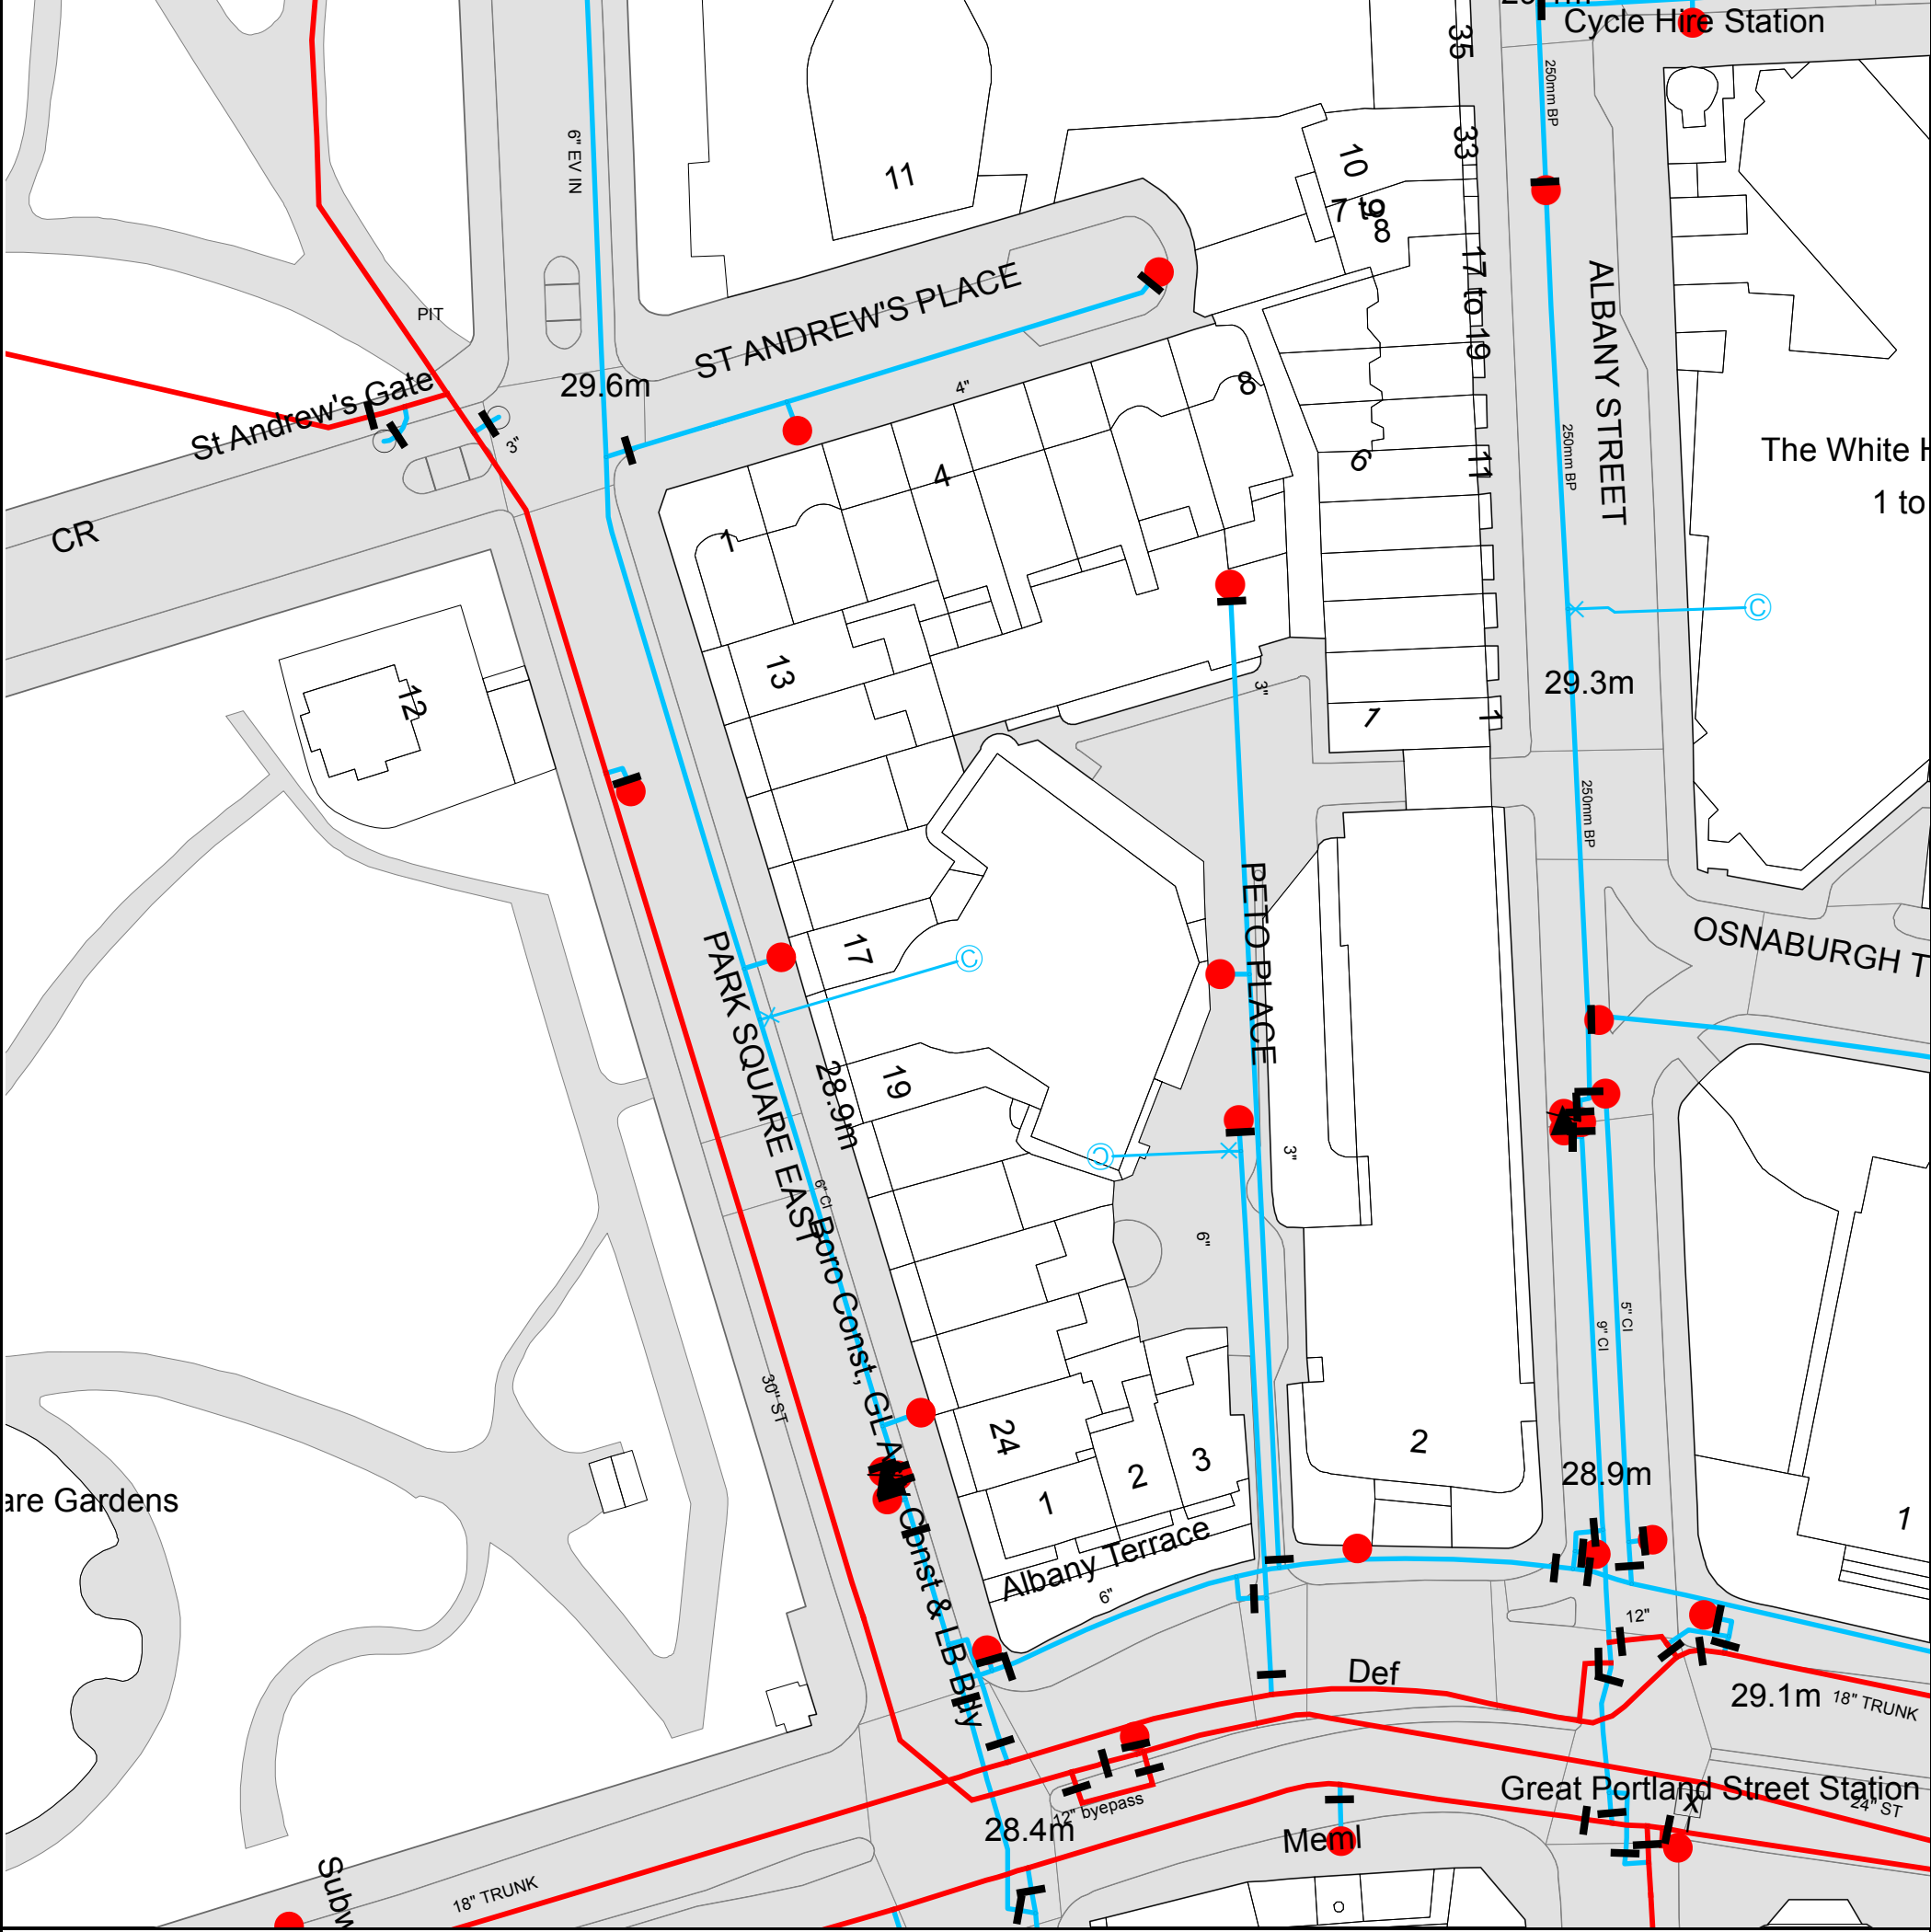 Cycle Hire Station
35
250mm BP
6" EV IN
11
10
33
7 to
9
8
ST ANDREW'S PLACE
17 to 19
ALBANY STREET
PIT
29.6m
St Andrew's Gate
4"
8
3"
250mm BP
The White H
4
6
11
1 to
CR
1
©
13
12
3"
29.3m
7
1
250mm BP
PETO PLACE
OSNABURGH T
17
©
PARK SQUARE EAST
28.9m
19
3"
©
6" CI
6"
Boro Const, GL Assly Const & LB Bdy
5" CI
9" CI
30" ST
24
2
2
3
28.9m
are Gardens
1
1
Albany Terrace
6"
12"
Def
29.1m
18" TRUNK
Great Portland Street Station
12" byepass
24" ST
28.4m
Meml
Subw
18" TRUNK